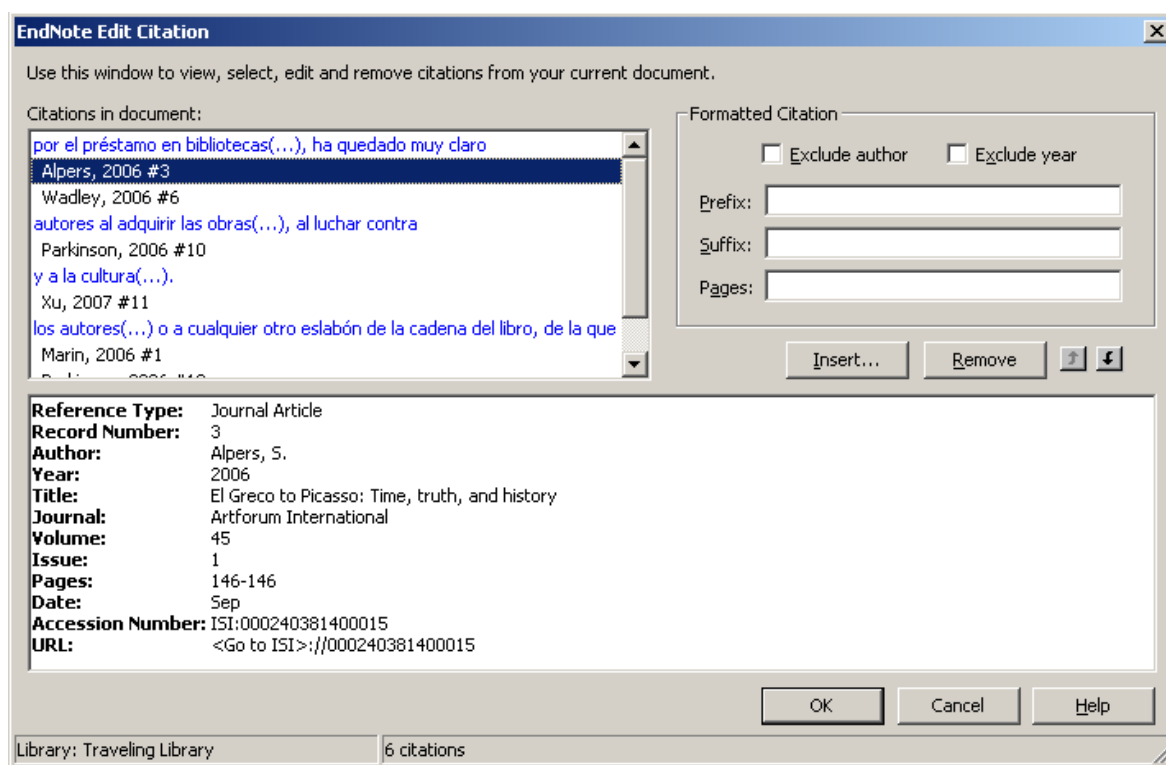 EndNote Edit Citation
Use this window to view, select, edit and remove citations from your current document.
Citations in document:
por el préstamo en bibliotecas(...), ha quedado muy claro
Alpers, 2006 #3
Wadley, 2006 #6
autores al adquirir las obras(...), al luchar contra
Parkinson, 2006 #10
y a la cultura(...).
Xu, 2007 #11
los autores(...) o a cualquier otro eslabón de la cadena del libro, de la que
Marin, 2006 #1
Formatted Citation
Exclude author
Exclude year
Prefix:
Suffix:
Pages:
Insert...
Remove
Reference Type: Journal Article
Record Number: 3
Author: Alpers, S.
Year: 2006
Title: El Greco to Picasso: Time, truth, and history
Journal: Artforum International
Volume: 45
Issue: 1
Pages: 146-146
Date: Sep
Accession Number: ISI:000240381400015
URL: <Go to ISI>://000240381400015
OK
Cancel
Help
Library: Traveling Library
6 citations